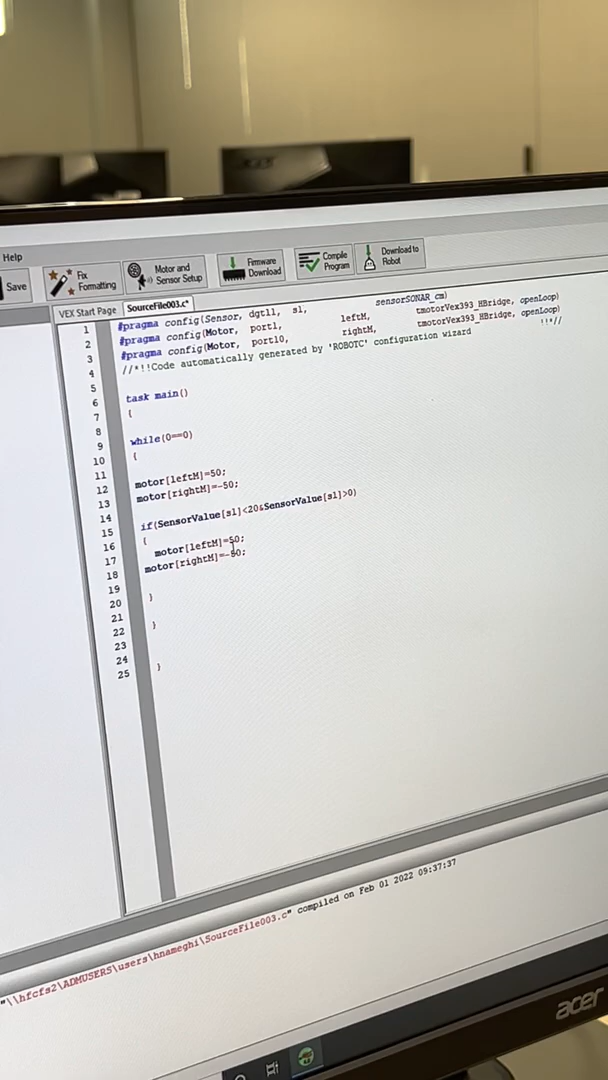 Help
Save
Fix Formatting
Motor and Sensor Setup
Firmware Download
Compile Program
Download to Robot
VEX Start Page
SourceFile003.c*
1 #pragma config(Sensor, dgtl1, sl, sensorSONAR_cm)
2 #pragma config(Motor, port1, leftM, tmotorVex393_HBridge, openLoop)
3 #pragma config(Motor, port10, rightM, tmotorVex393_HBridge, openLoop)
4 //*!!Code automatically generated by 'ROBOTC' configuration wizard !!*//
5
6 task main()
7 {
8
9 while(0==0)
10 {
11
12 motor[leftM]=50;
13 motor[rightM]=-50;
14
15 if(SensorValue[sl]<20&SensorValue[sl]>0)
16 {
17 motor[leftM]=50;
18 motor[rightM]=-50;
19
20 }
21
22 }
23
24
25 }
"\\hfcfs2\ADMUSERS\users\hnameghi\SourceFile003.c" compiled on Feb 01 2022 09:37:37
acer